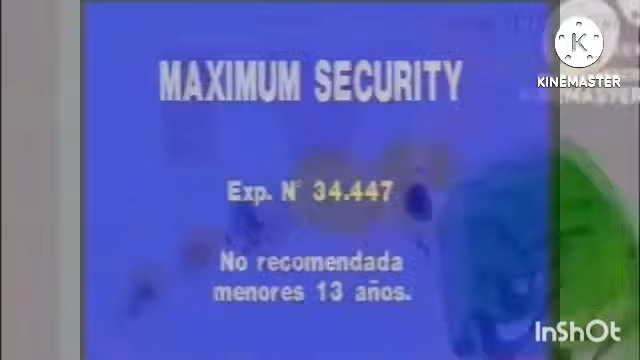 MAXIMUM SECURITY
Exp. N° 34.447
No recomendada
menores 13 años.
KINEMASTER
InShOt